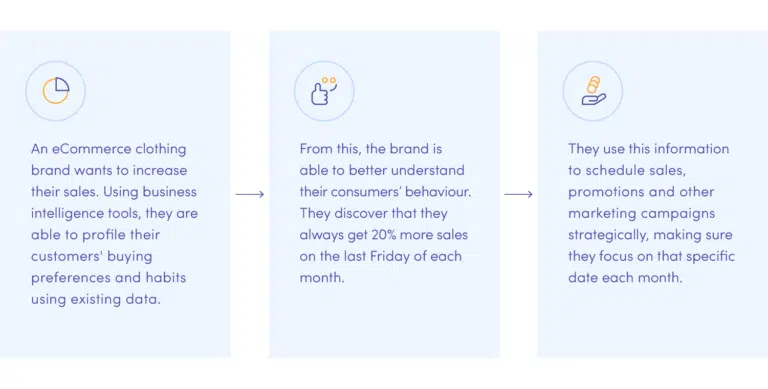 An eCommerce clothing
brand wants to increase
their sales. Using business
intelligence tools, they are
able to profile their
customers' buying
preferences and habits
using existing data.
From this, the brand is
able to better understand
their consumers’ behaviour.
They discover that they
always get 20% more sales
on the last Friday of each
month.
They use this information
to schedule sales,
promotions and other
marketing campaigns
strategically, making sure
they focus on that specific
date each month.